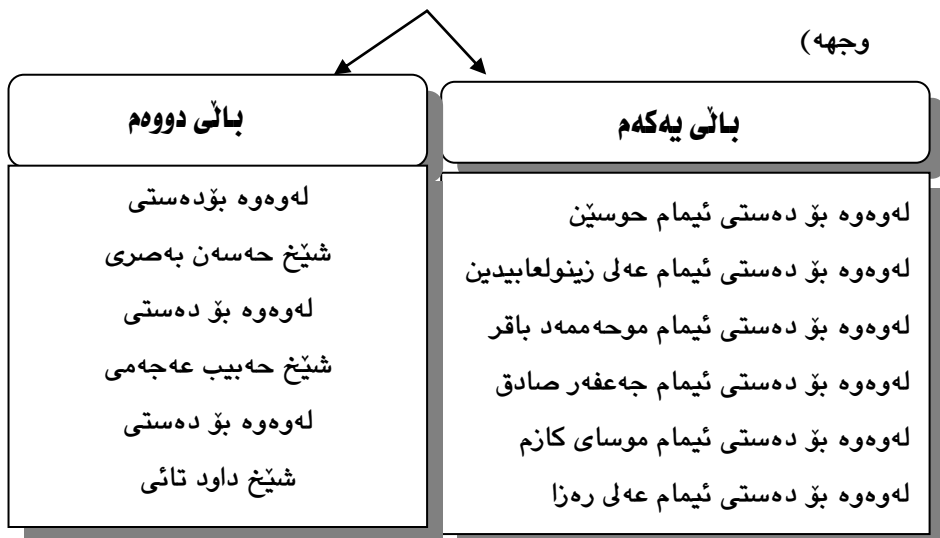 وجهه)
باڵی یەکەم
لەوەوە بۆ دەستی ئیمام حوسێن
لەوەوە بۆ دەستی ئیمام عەلی زینولعابیدین
لەوەوە بۆ دەستی ئیمام موحەممەد باقر
لەوەوە بۆ دەستی ئیمام جەعفەر صادق
لەوەوە بۆ دەستی ئیمام موسای کازم
لەوەوە بۆ دەستی ئیمام عەلی رەزا
باڵی دووەم
لەوەوە بۆدەستی
شێخ حەسەن بەصری
لەوەوە بۆ دەستی
شێخ حەبیب عەجەمی
لەوەوە بۆ دەستی
شێخ داود تائی